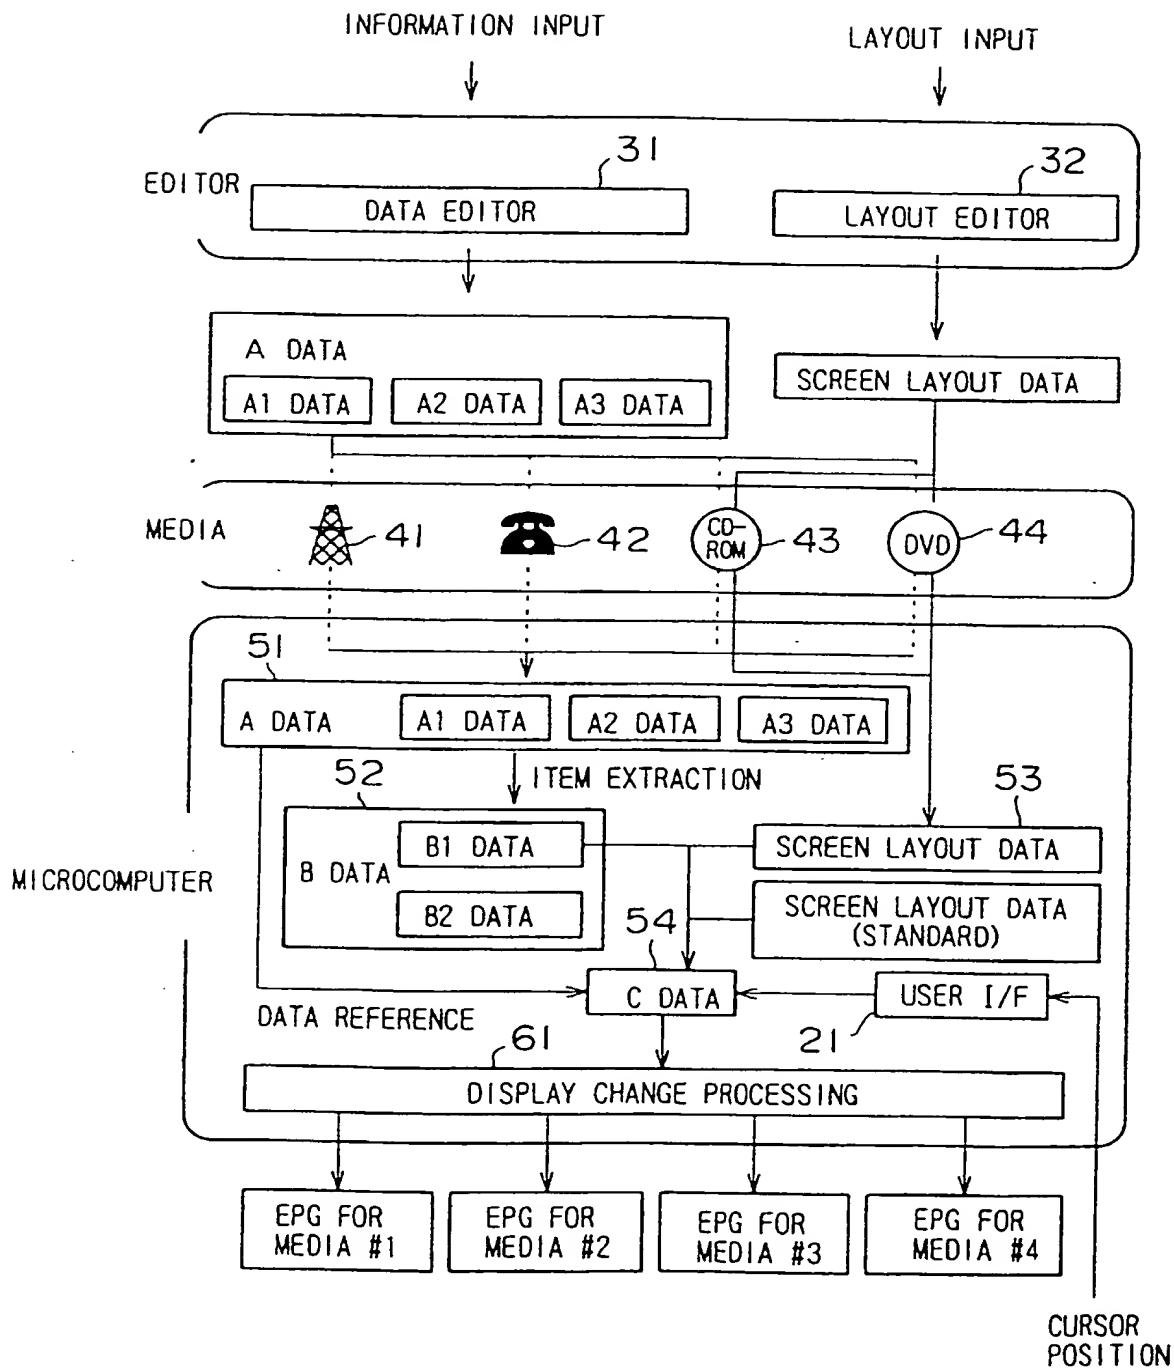 INFORMATION INPUT
LAYOUT INPUT
EDITOR
31
DATA EDITOR
32
LAYOUT EDITOR
A DATA
A1 DATA
A2 DATA
A3 DATA
SCREEN LAYOUT DATA
MEDIA
41
42
CD-
ROM
43
DVD
44
MICROCOMPUTER
51
A DATA
A1 DATA
A2 DATA
A3 DATA
ITEM EXTRACTION
52
B DATA
B1 DATA
B2 DATA
53
SCREEN LAYOUT DATA
SCREEN LAYOUT DATA
(STANDARD)
54
C DATA
USER I/F
21
DATA REFERENCE
61
DISPLAY CHANGE PROCESSING
EPG FOR
MEDIA #1
EPG FOR
MEDIA #2
EPG FOR
MEDIA #3
EPG FOR
MEDIA #4
CURSOR
POSITION